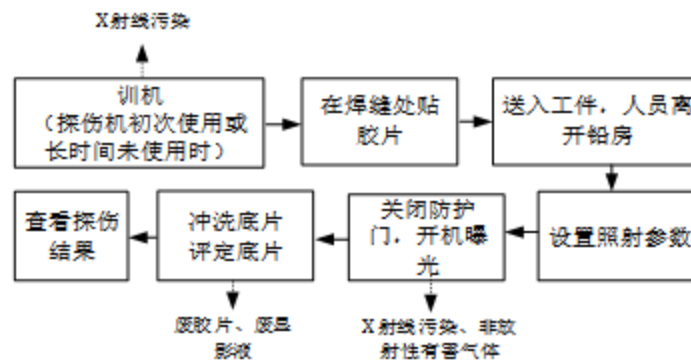 X射线污染
训机
（探伤机初次使用或
长时间未使用时）
在焊缝处贴
胶片
送入工件，人员离
开铅房
设置照射参数
关闭防护
门，开机曝
光
冲洗底片
评定底片
查看探伤
结果
废胶片、废显
影液
X射线污染、非放
射性有害气体